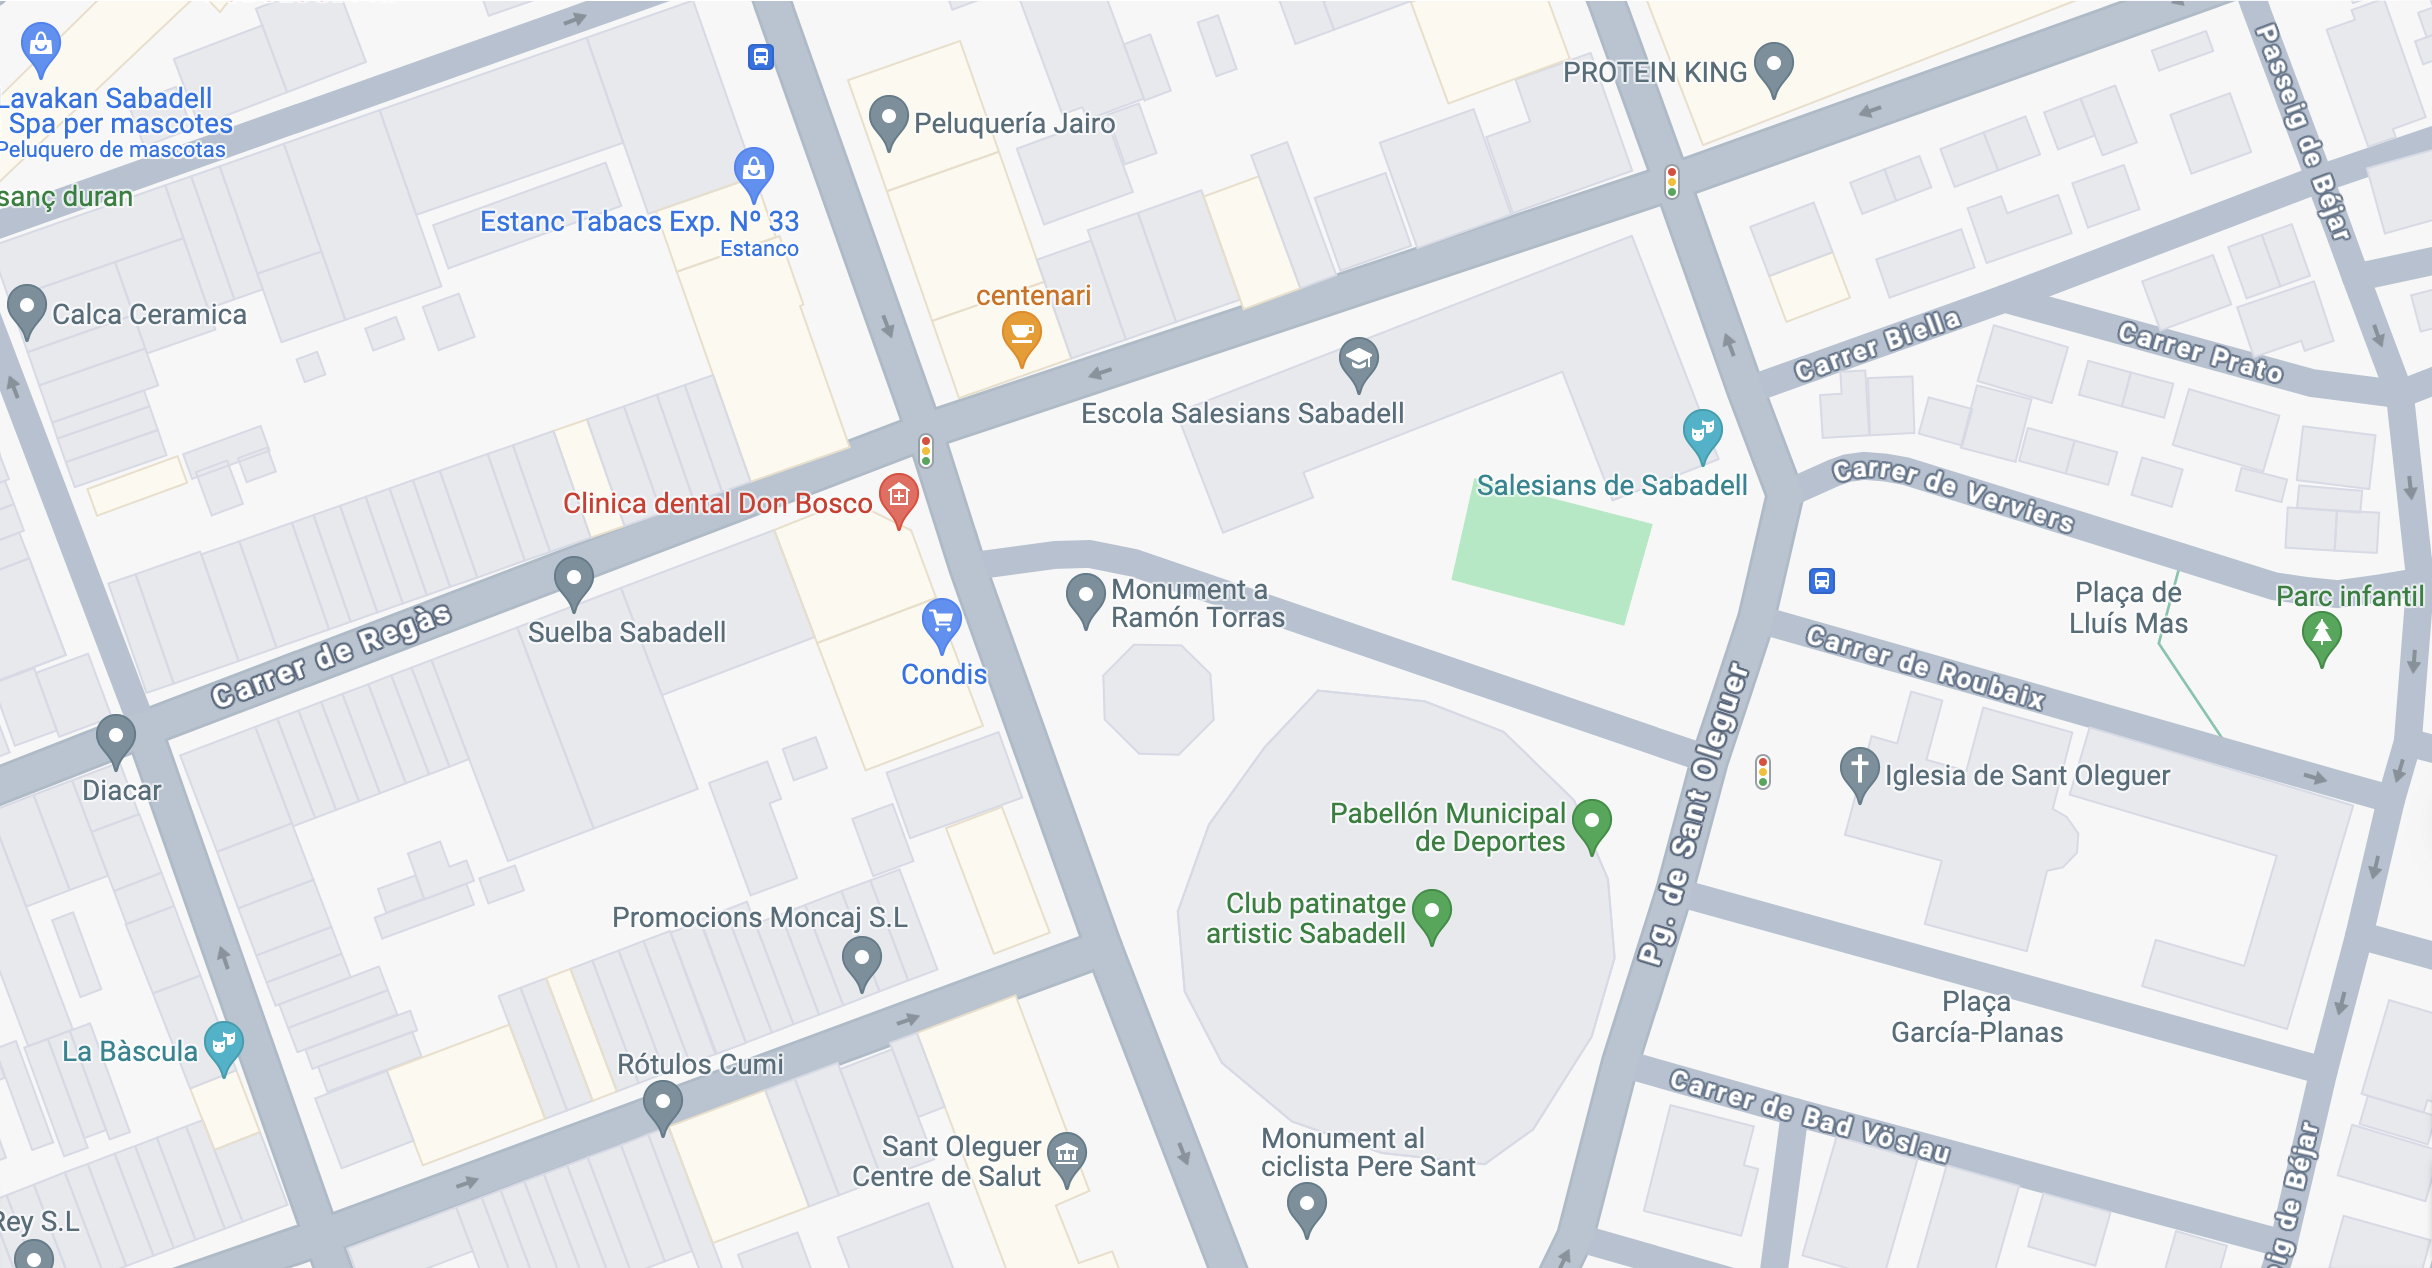 Lavakan Sabadell
Spa per mascotes
Peluquero de mascotas
sanç duran
Calca Ceramica
Peluquería Jairo
Estanc Tabacs Exp. Nº 33
Estanco
centenari
PROTEIN KING
Passeig de Béjar
Escola Salesians Sabadell
Carrer Biella
Carrer Prato
Salesians de Sabadell
Carrer de Verviers
Clinica dental Don Bosco
Suelba Sabadell
Carrer de Regàs
Condis
Monument a
Ramón Torras
Plaça de
Lluís Mas
Parc infantil
Carrer de Roubaix
Pg. de Sant Oleguer
Iglesia de Sant Oleguer
Diacar
Pabellón Municipal
de Deportes
Club patinatge
artistic Sabadell
Promocions Moncaj S.L
Plaça
García-Planas
La Bàscula
Rótulos Cumi
Carrer de Bad Vöslau
Sant Oleguer
Centre de Salut
Monument al
ciclista Pere Sant
Rey S.L
ig de Béjar